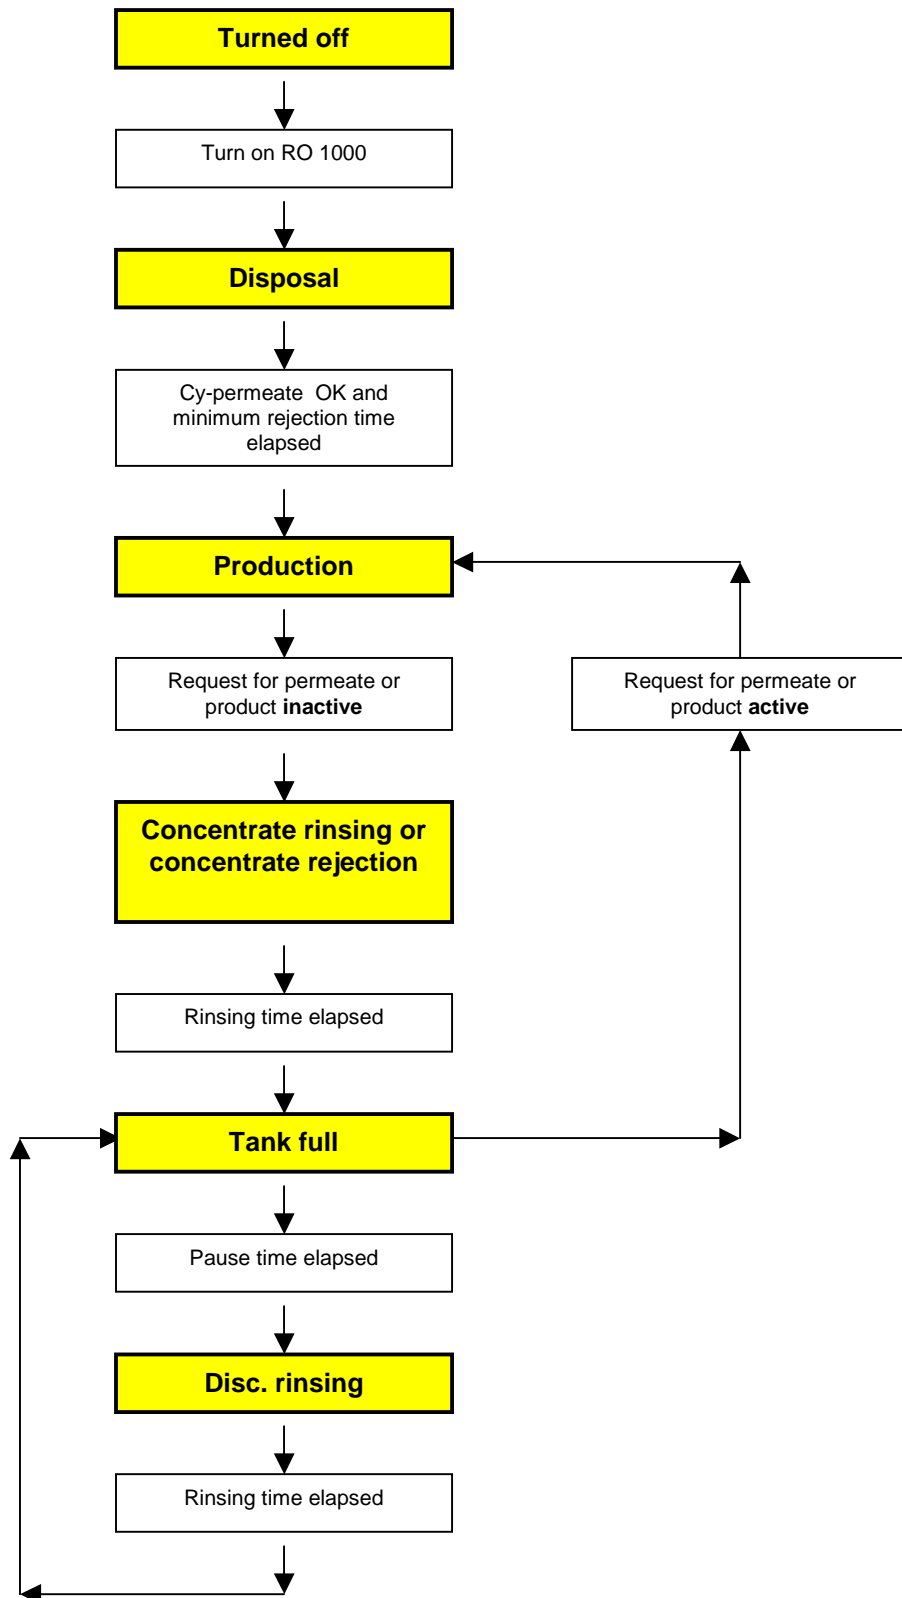 Turned off
Turn on RO 1000
Disposal
Cy-permeate  OK and
minimum rejection time
elapsed
Production
Request for permeate or
product inactive
Request for permeate or
product active
Concentrate rinsing or
concentrate rejection
Rinsing time elapsed
Tank full
Pause time elapsed
Disc. rinsing
Rinsing time elapsed